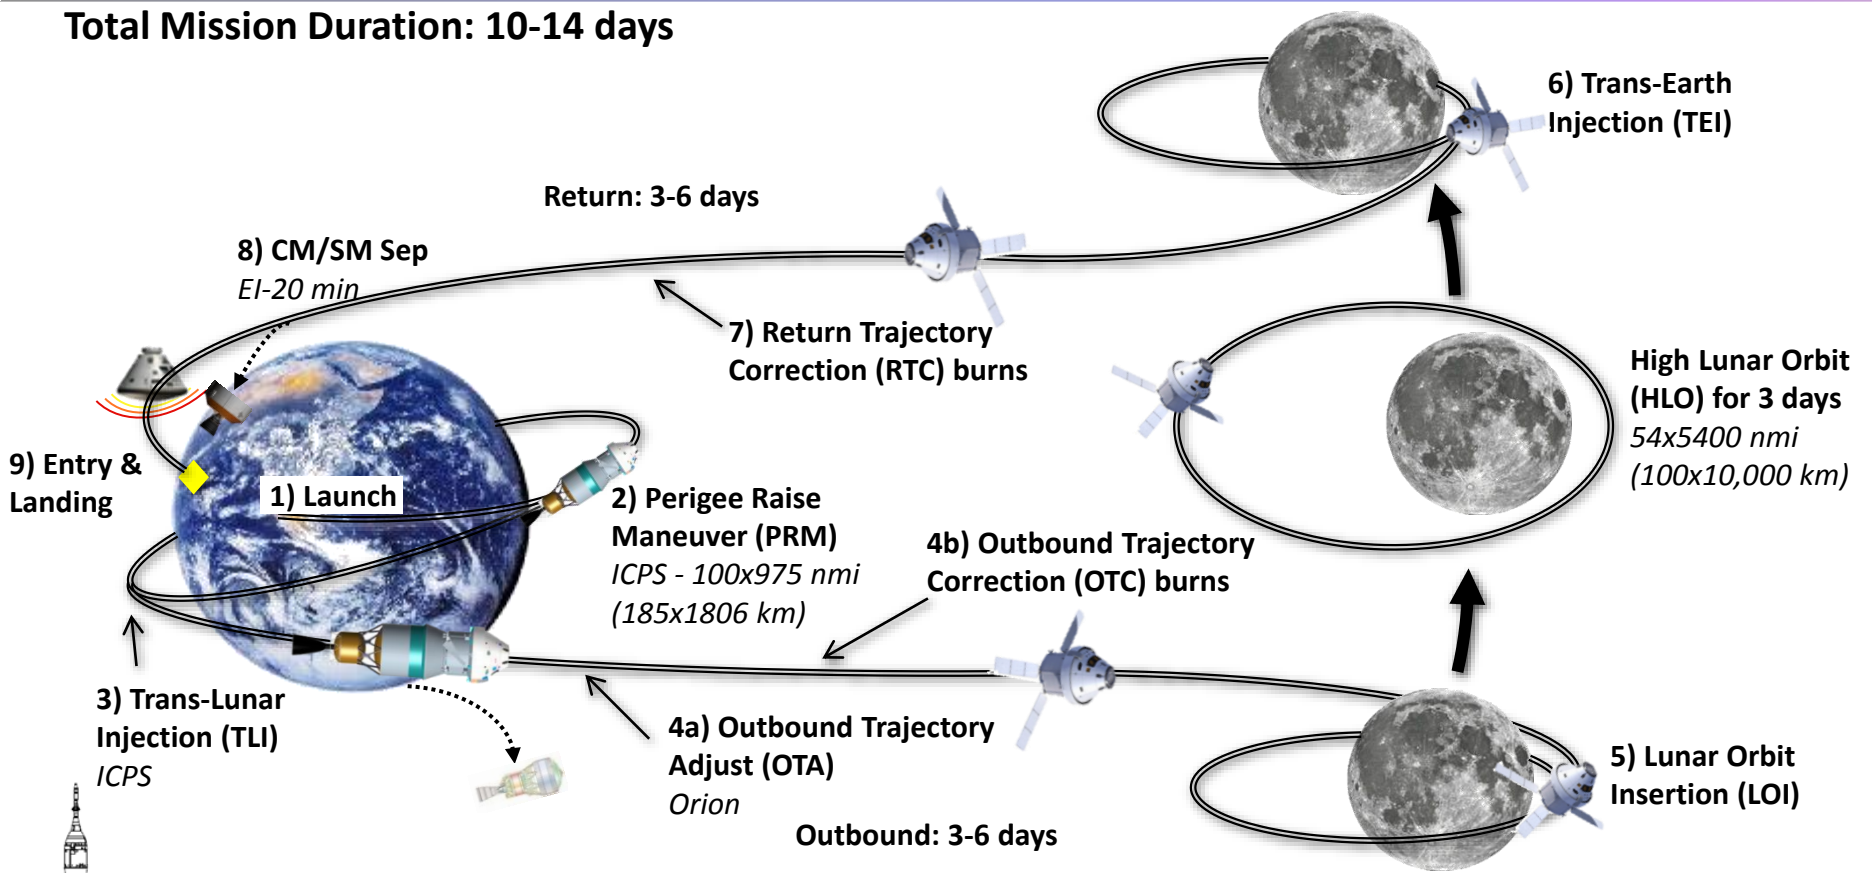 Total Mission Duration: 10-14 days
6) Trans-Earth
Injection (TEI)
Return: 3-6 days
8) CM/SM Sep
EI-20 min
7) Return Trajectory
Correction (RTC) burns
High Lunar Orbit
(HLO) for 3 days
54x5400 nmi
(100x10,000 km)
9) Entry &
Landing
1) Launch
2) Perigee Raise
Maneuver (PRM)
ICPS - 100x975 nmi
(185x1806 km)
4b) Outbound Trajectory
Correction (OTC) burns
3) Trans-Lunar
Injection (TLI)
ICPS
4a) Outbound Trajectory
Adjust (OTA)
Orion
5) Lunar Orbit
Insertion (LOI)
Outbound: 3-6 days